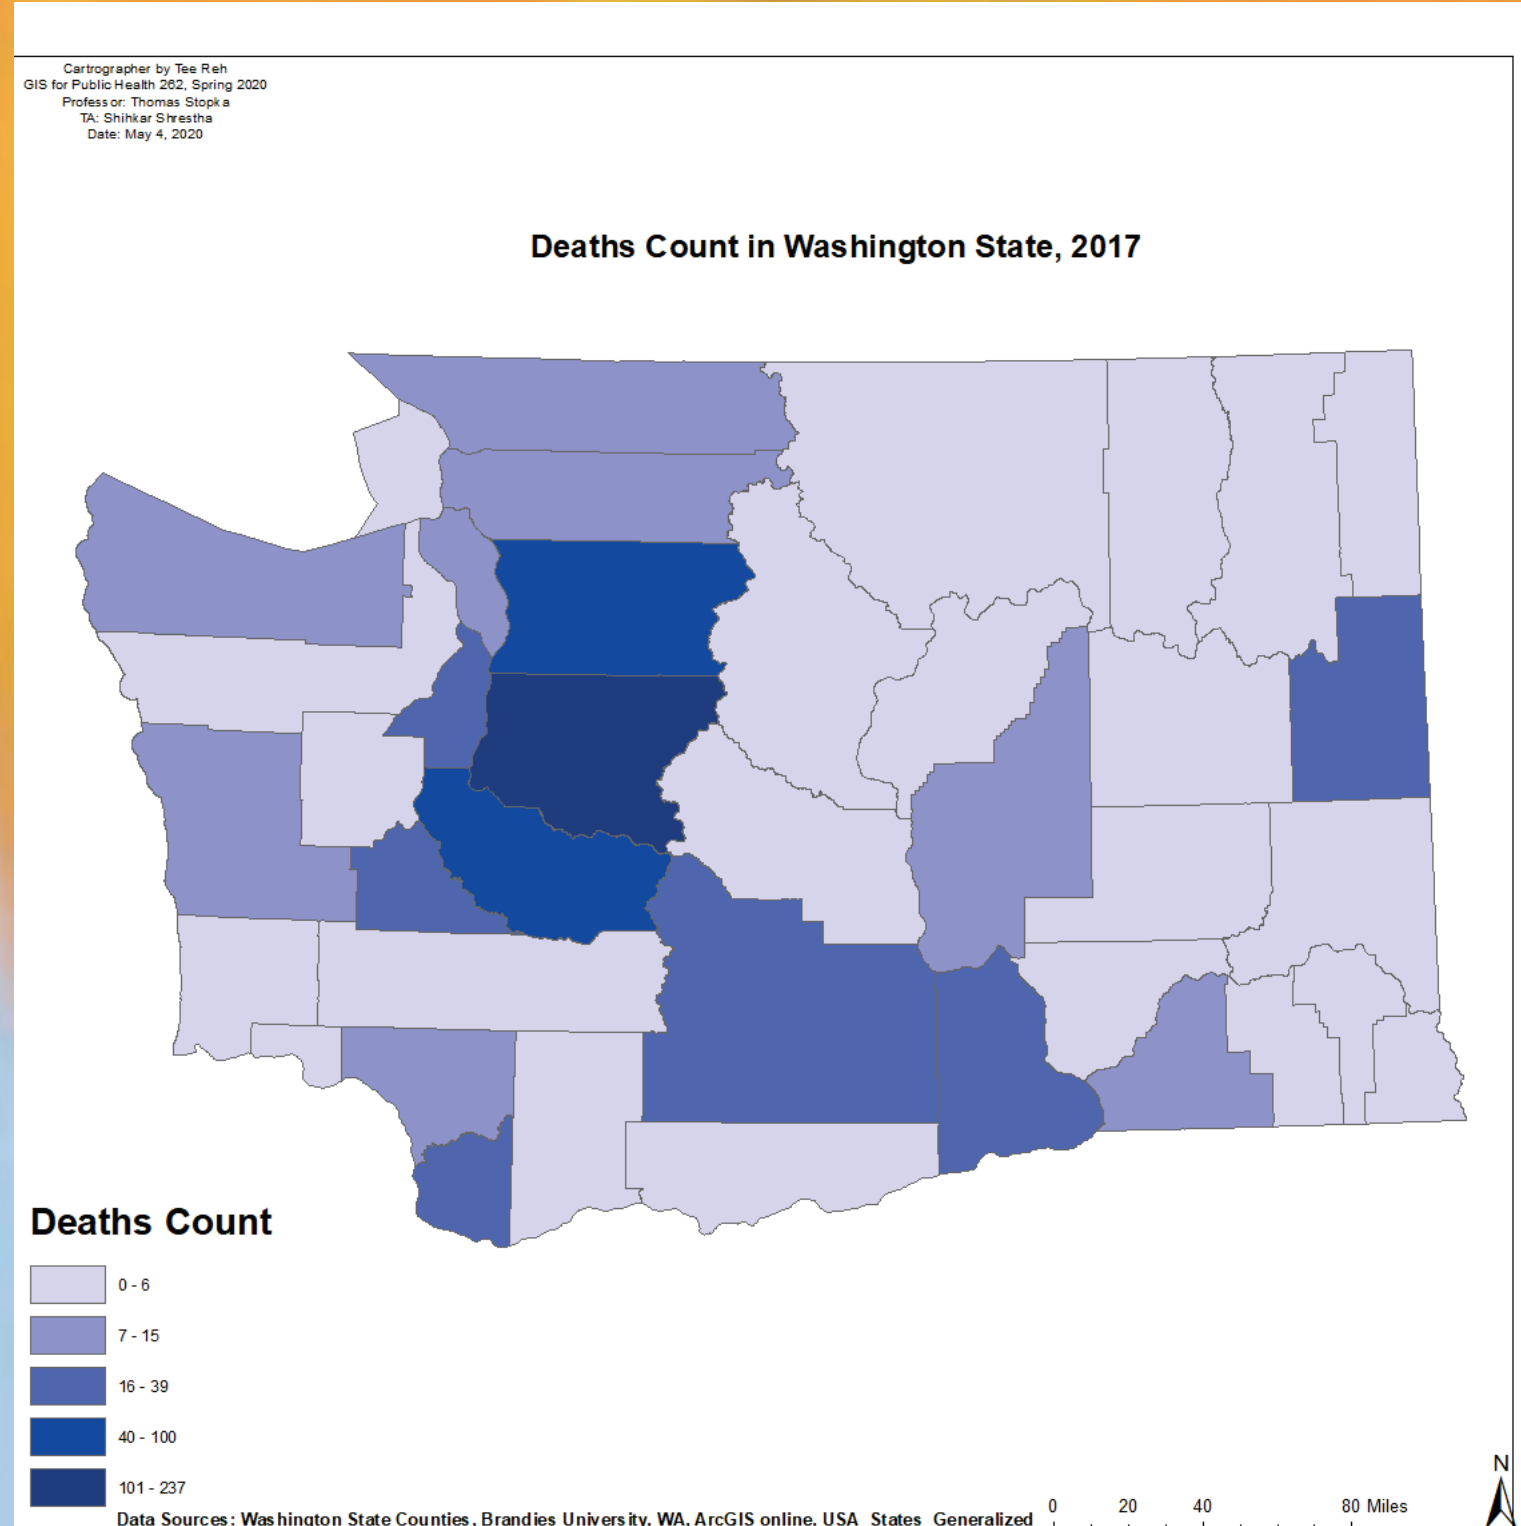 Cartographer by Tee Reh
GIS for Public Health 262, Spring 2020
Professor: Thomas Stopka
TA: Shihkar Shrestha
Date: May 4, 2020
Deaths Count in Washington State, 2017
Deaths Count
0 - 6
7 - 15
16 - 39
40 - 100
101 - 237
N
0 20 40 80 Miles
Data Sources: Washington State Counties, Brandies University, WA, ArcGIS online, USA States Generalized